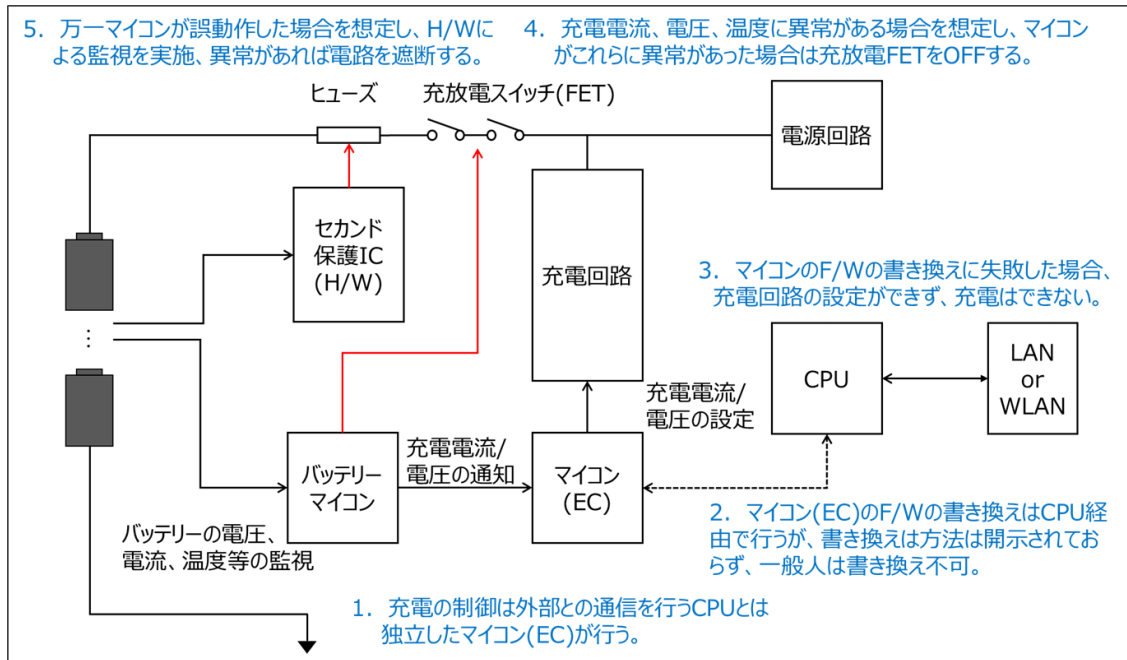 5. 万一マイコンが誤動作した場合を想定し、H/Wに
よる監視を実施、異常があれば電路を遮断する。
4. 充電電流、電圧、温度に異常がある場合を想定し、マイコン
がこれらに異常があった場合は充放電FETをOFFする。
ヒューズ
充放電スイッチ(FET)
電源回路
セカンド
保護IC
(H/W)
充電回路
3. マイコンのF/Wの書き換えに失敗した場合、
充電回路の設定ができず、充電はできない。
CPU
LAN
or
WLAN
充電電流/
電圧の設定
バッテリー
マイコン
充電電流/
電圧の通知
マイコン
(EC)
バッテリーの電圧、
電流、温度等の監視
2. マイコン(EC)のF/Wの書き換えはCPU経
由で行うが、書き換えは方法は開示されてお
らず、一般人は書き換え不可。
1. 充電の制御は外部との通信を行うCPUとは
独立したマイコン(EC)が行う。